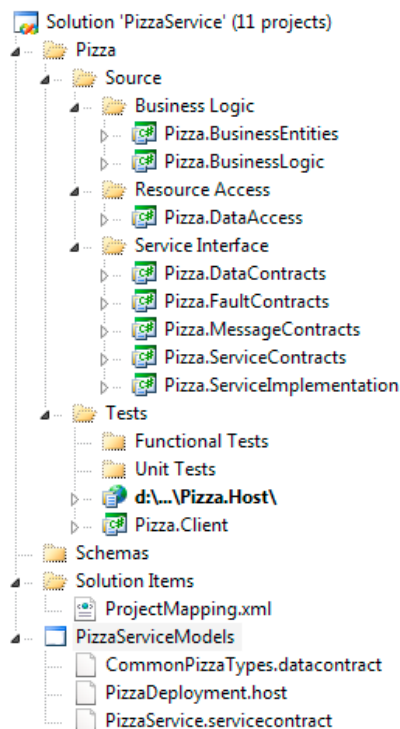 Solution 'PizzaService' (11 projects)
Pizza
Source
Business Logic
Pizza.BusinessEntities
Pizza.BusinessLogic
Resource Access
Pizza.DataAccess
Service Interface
Pizza.DataContracts
Pizza.FaultContracts
Pizza.MessageContracts
Pizza.ServiceContracts
Pizza.ServiceImplementation
Tests
Functional Tests
Unit Tests
d:\...\Pizza.Host\
Pizza.Client
Schemas
Solution Items
ProjectMapping.xml
PizzaServiceModels
CommonPizzaTypes.datacontract
PizzaDeployment.host
PizzaService.servicecontract